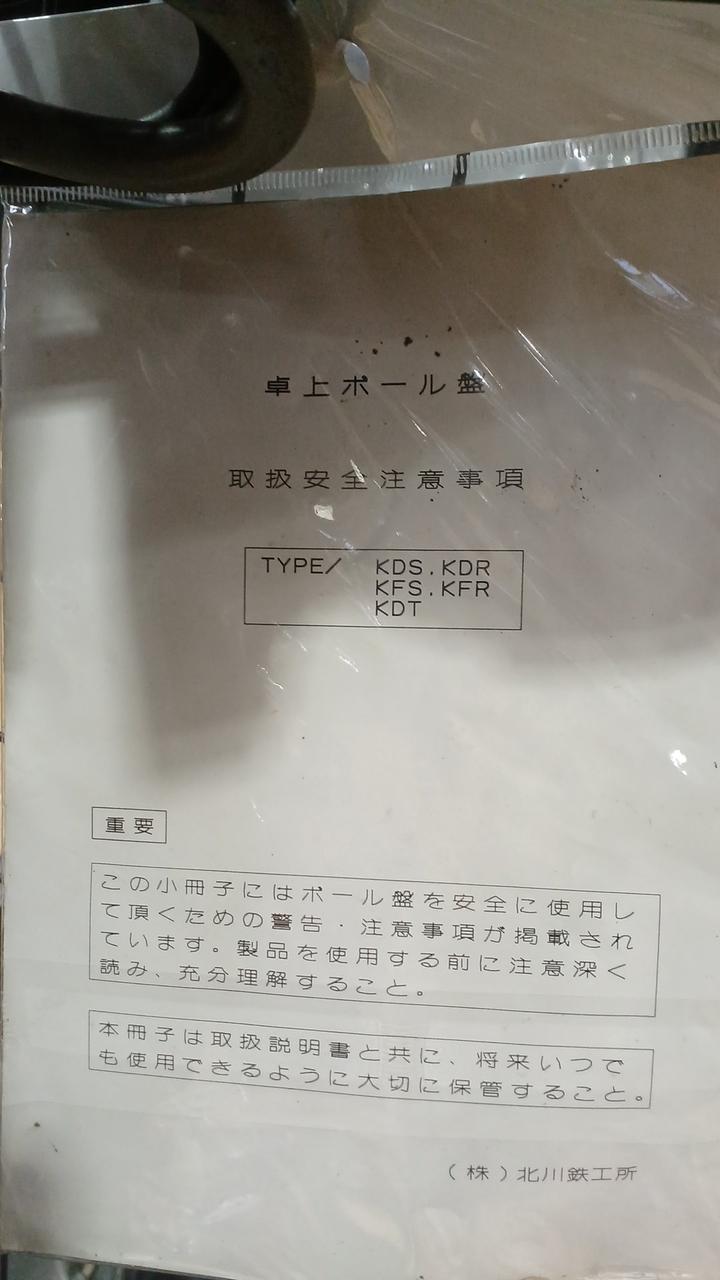 卓上ボール盤
取扱安全注意事項
TYPE/ KDS.KDR
KFS.KFR
KDT
重要
この小冊子にはボール盤を安全に使用し
て頂くための警告・注意事項が掲載され
ています。製品を使用する前に注意深く
読み、充分理解すること。
本冊子は取扱説明書と共に、将来いつで
も使用できるように大切に保管すること。
(株)北川鉄工所